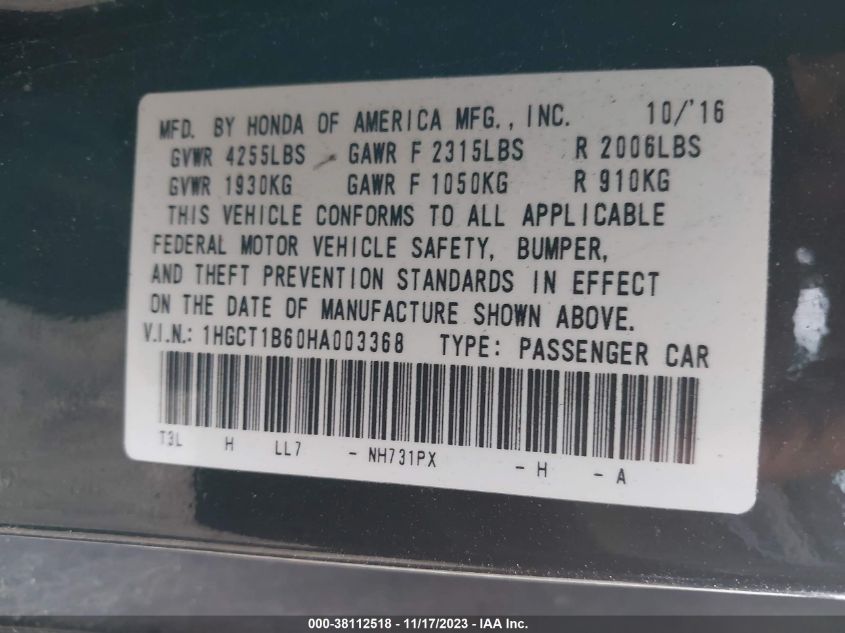 MFD. BY HONDA OF AMERICA MFG., INC. 10/'16
GVWR 4255LBS GAWR F 2315LBS R 2006LBS
GVWR 1930KG GAWR F 1050KG R 910KG
THIS VEHICLE CONFORMS TO ALL APPLICABLE
FEDERAL MOTOR VEHICLE SAFETY, BUMPER,
AND THEFT PREVENTION STANDARDS IN EFFECT
ON THE DATE OF MANUFACTURE SHOWN ABOVE.
V.I.N.: 1HGCT1B60HA003368 TYPE: PASSENGER CAR
T3L H LL7 - NH731PX - H - A
000-38112518 - 11/17/2023 - Copyright © IAA Inc.